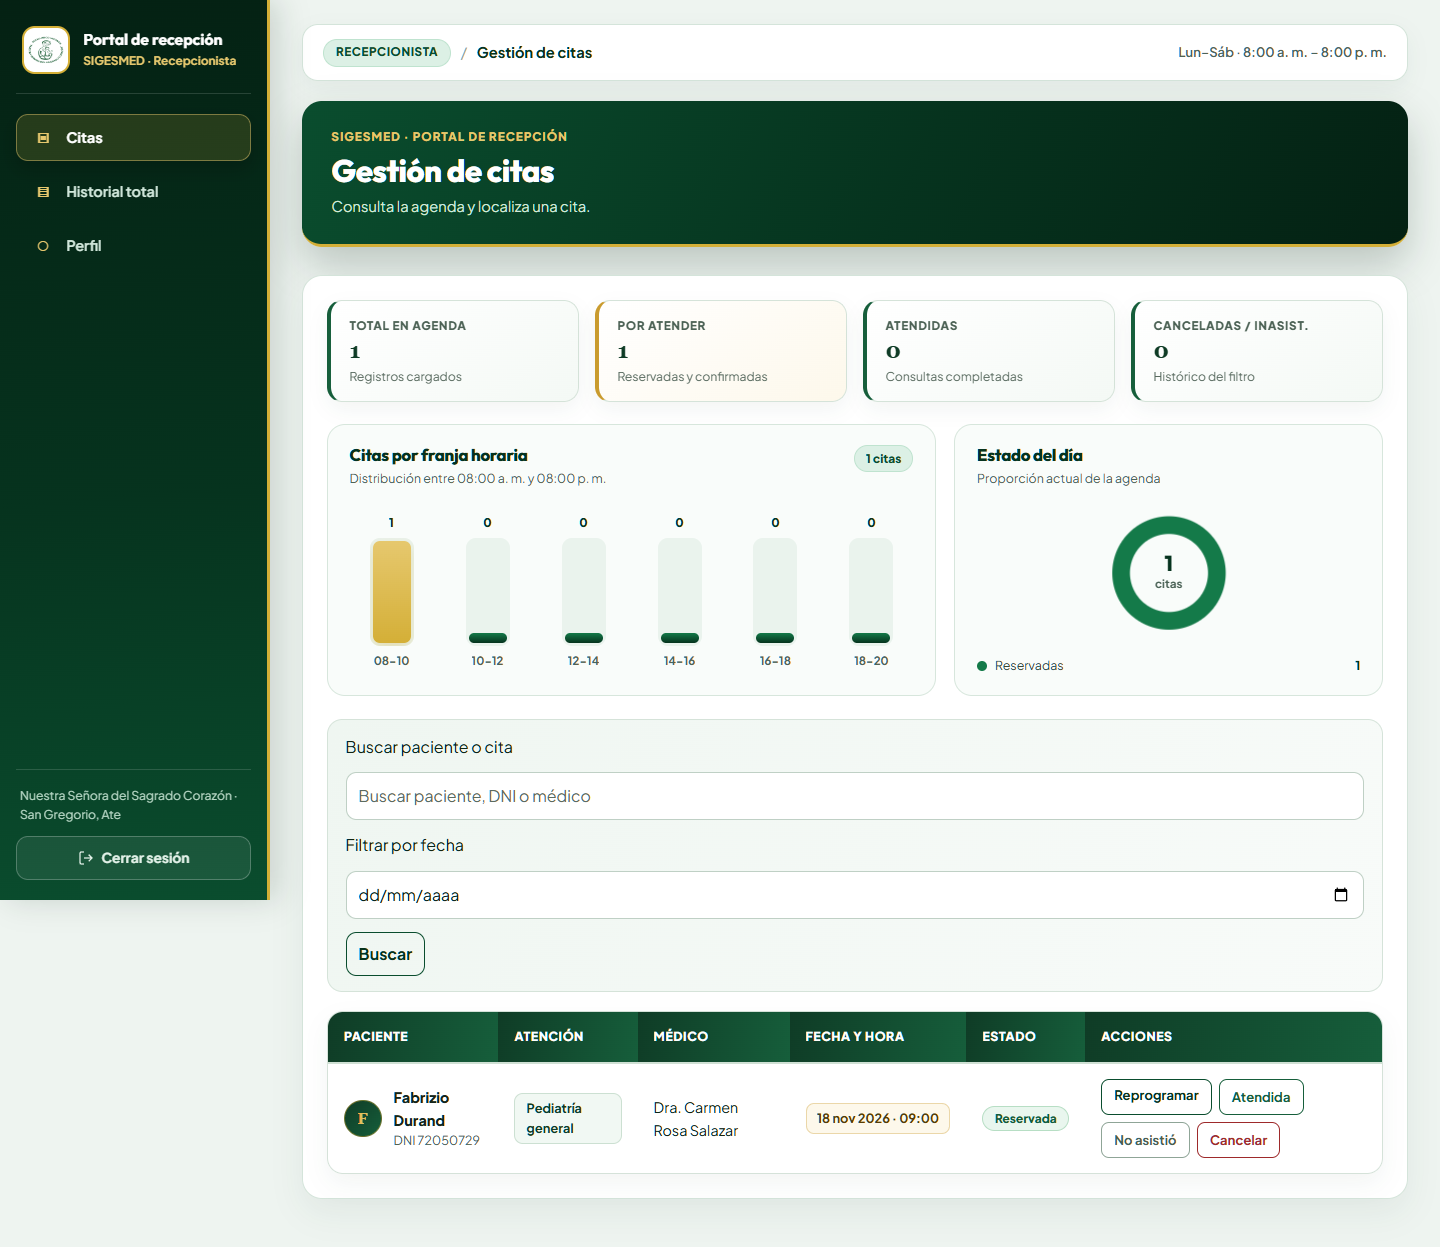 Portal de recepción
SIGESMED · Recepcionista
Citas
Historial total
Perfil
Nuestra Señora del Sagrado Corazón ·
San Gregorio, Ate
Cerrar sesión
RECEPCIONISTA / Gestión de citas
Lun–Sáb · 8:00 a. m. – 8:00 p. m.
SIGESMED · PORTAL DE RECEPCIÓN
Gestión de citas
Consulta la agenda y localiza una cita.
TOTAL EN AGENDA
1
Registros cargados
POR ATENDER
1
Reservadas y confirmadas
ATENDIDAS
0
Consultas completadas
CANCELADAS / INASIST.
0
Histórico del filtro
Citas por franja horaria
Distribución entre 08:00 a. m. y 08:00 p. m.
1 citas
1 0 0 0 0 0
08–10 10–12 12–14 14–16 16–18 18–20
Estado del día
Proporción actual de la agenda
1
citas
Reservadas 1
Buscar paciente o cita
Buscar paciente, DNI o médico
Filtrar por fecha
dd/mm/aaaa
Buscar
PACIENTE ATENCIÓN MÉDICO FECHA Y HORA ESTADO ACCIONES
F
Fabrizio
Durand
DNI 72050729
Pediatría
general
Dra. Carmen
Rosa Salazar
18 nov 2026 · 09:00
Reservada
Reprogramar Atendida
No asistió Cancelar